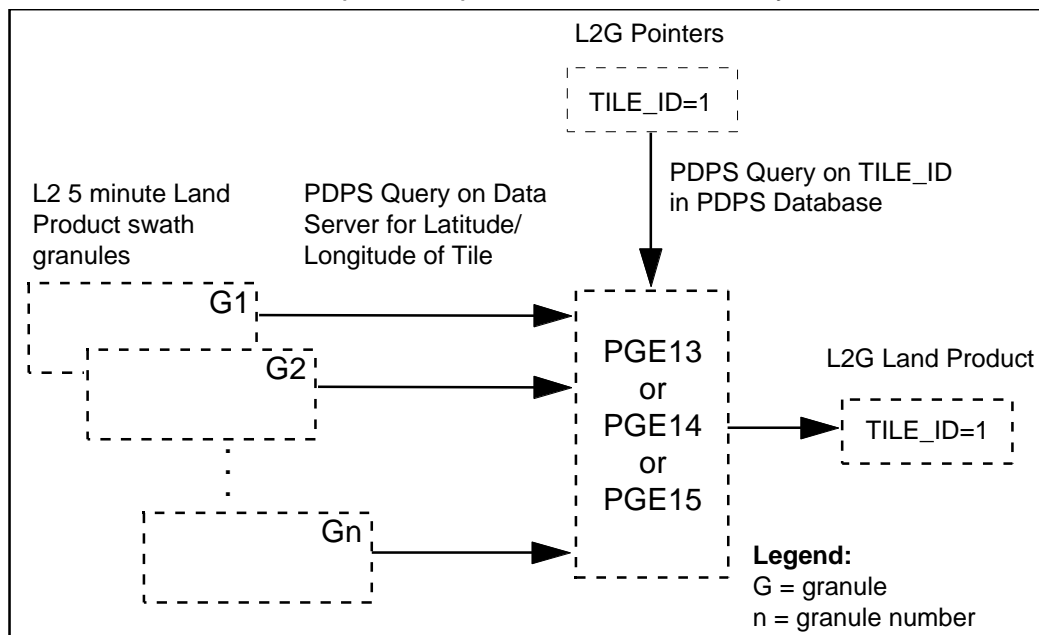 L2G Pointers
TILE_ID=1
PDPS Query on TILE_ID
in PDPS Database
L2 5 minute Land
Product swath
granules
PDPS Query on Data
Server for Latitude/
Longitude of Tile
G1
G2
Gn
PGE13
or
PGE14
or
PGE15
L2G Land Product
TILE_ID=1
Legend:
G = granule
n = granule number